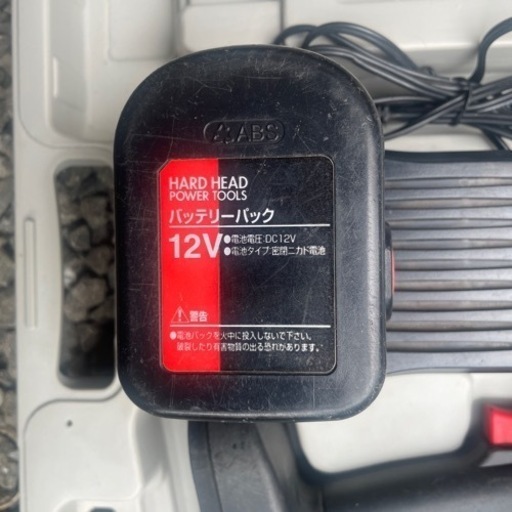 ABS
HARD HEAD
POWER TOOLS
バッテリーパック
12V
●電池電圧:DC12V
●電池タイプ:密閉ニカド電池
警告
●電池パックを火中に投入しないで下さい。
破裂したり有害物質の出る恐れがあります。